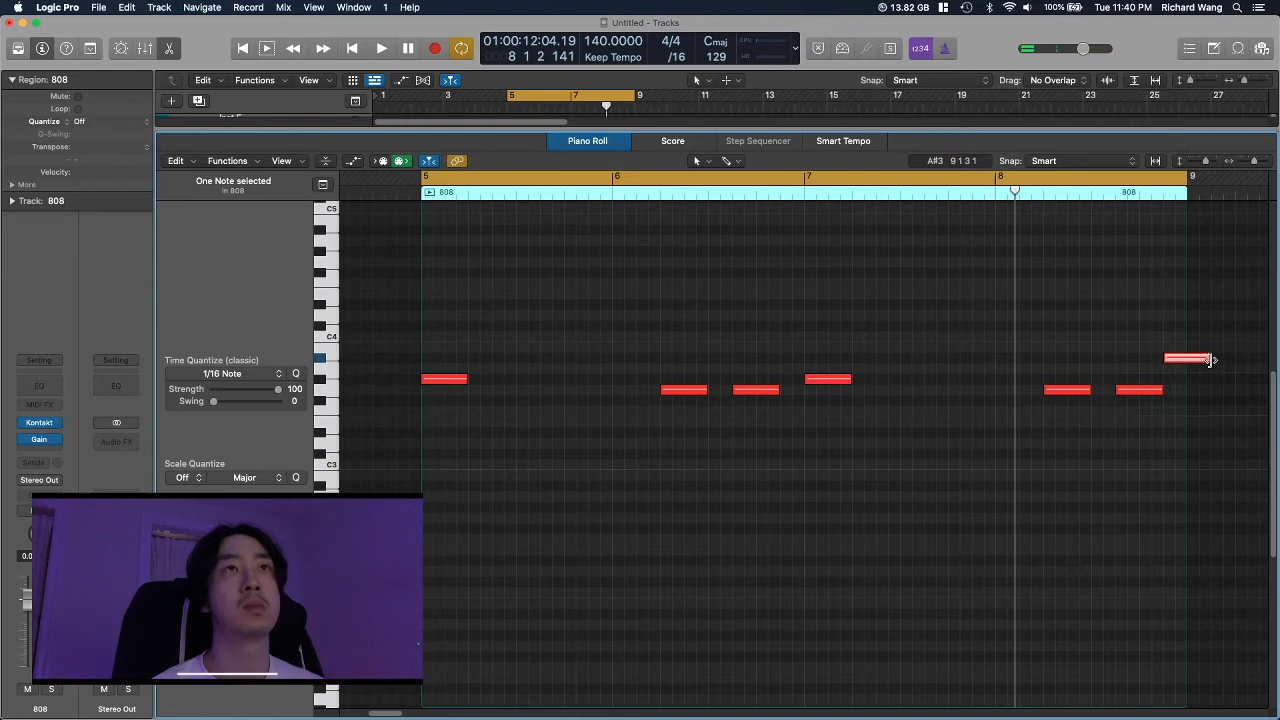 Logic Pro File Edit Track Navigate Record Mix View Window 1 Help 13.82 GB 100% Tue 11:40 PM Richard Wang
Untitled - Tracks
01:00:12:04.19 140.0000 4/4 Cmaj
8 1 2 141 Keep Tempo /16 129
1234
Region: 808
Edit Functions View Snap: Smart Drag: No Overlap
Mute:
Loop:
1 3 5 7 9 11 13 15 17 19 21 23 25 27
Quantize Off
Q-Swing:
Transpose:
Velocity:
More
Track: 808
Piano Roll Score Step Sequencer Smart Tempo
Edit Functions View A#3 9 1 3 1 Snap: Smart
One Note selected
in 808
5 6 7 8 9
808 808
C5
C4
C3
Time Quantize (classic)
1/16 Note Q
Strength 100
Swing 0
Scale Quantize
Off Major Q
Setting Setting
EQ EQ
MIDI FX
Kontakt
Gain Audio FX
Sends
Stereo Out
M S M S
808 Stereo Out